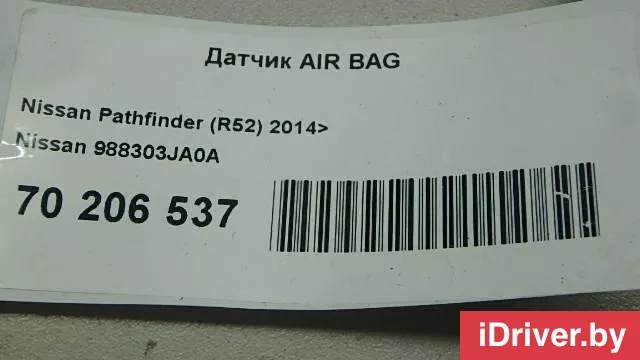 Датчик AIR BAG
Nissan Pathfinder (R52) 2014>
Nissan 988303JA0A
70 206 537
iDriver.by